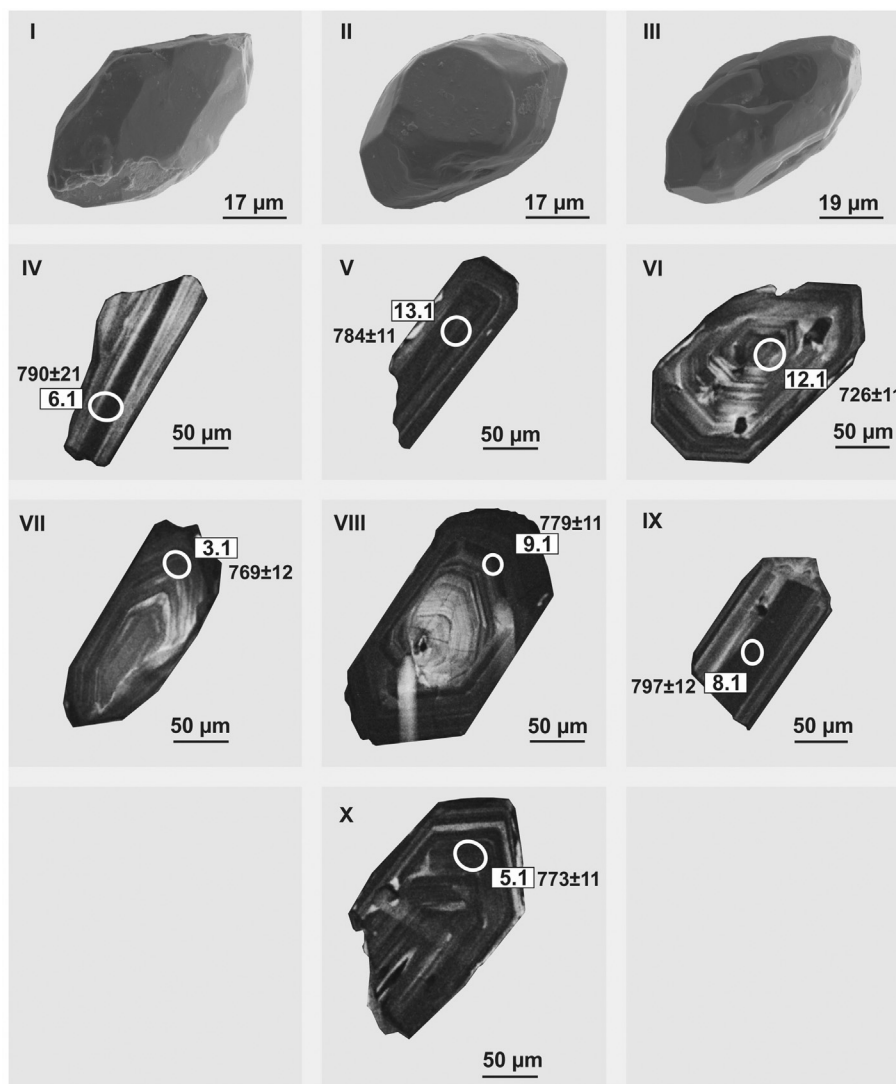 I
17 µm
II
17 µm
III
19 µm
IV
790±21
6.1
50 µm
V
13.1
784±11
50 µm
VI
12.1
726±11
50 µm
VII
3.1
769±12
50 µm
VIII
779±11
9.1
50 µm
IX
797±12
8.1
50 µm
X
5.1 773±11
50 µm